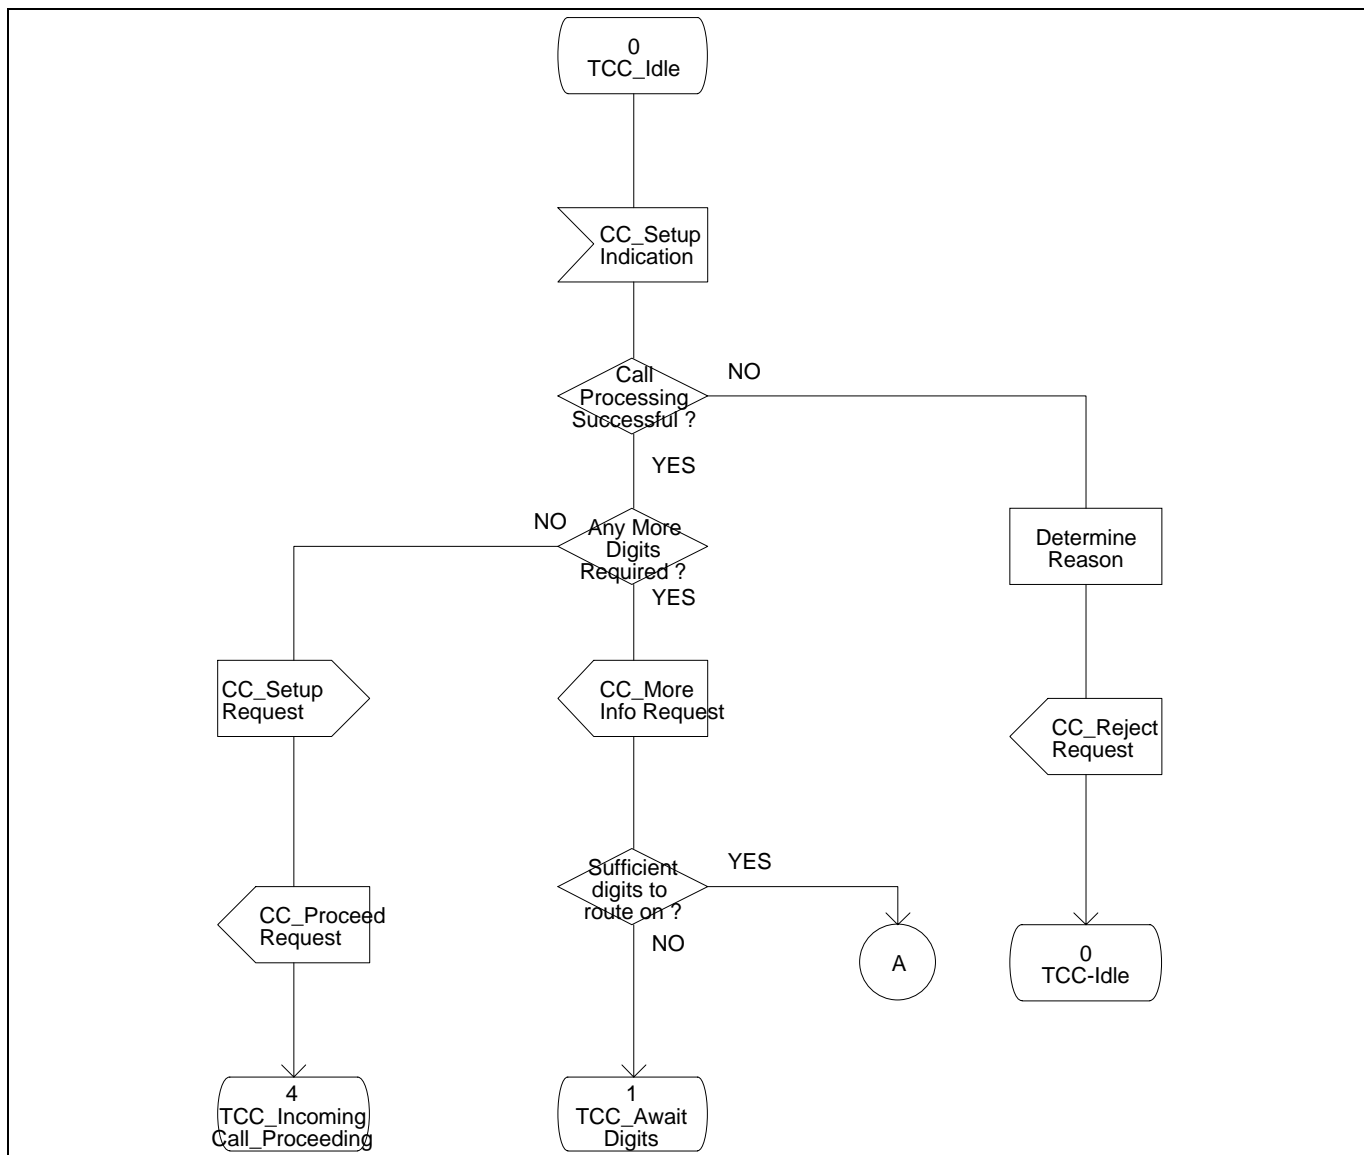 0
TCC_Idle
CC_Setup
Indication
Call
Processing
Successful ?
NO
YES
NO
Any More
Digits
Required ?
YES
Determine
Reason
CC_Setup
Request
CC_More
Info Request
CC_Reject
Request
Sufficient
digits to
route on ?
YES
NO
CC_Proceed
Request
A
0
TCC-Idle
4
TCC_Incoming
Call_Proceeding
1
TCC_Await
Digits